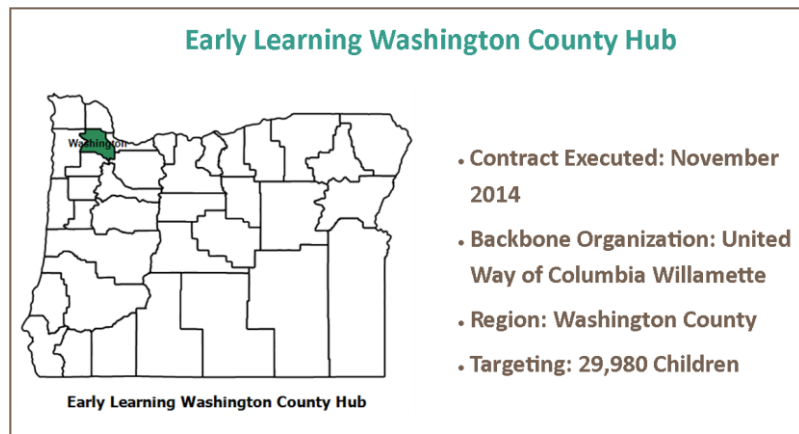 Early Learning Washington County Hub
Washington
• Contract Executed: November
2014
• Backbone Organization: United
Way of Columbia Willamette
• Region: Washington County
• Targeting: 29,980 Children
Early Learning Washington County Hub